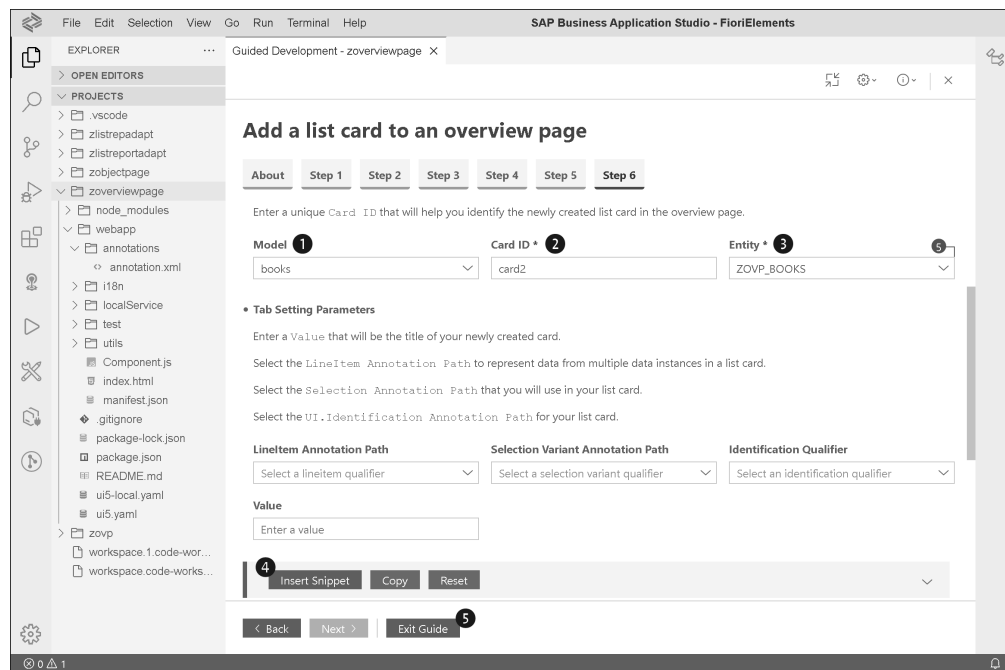 File Edit Selection View Go Run Terminal Help
SAP Business Application Studio - FioriElements
EXPLORER ...
Guided Development - zoverviewpage ×
> OPEN EDITORS
PROJECTS
.vscode
zlistrepadapt
zlistreportadapt
zobjectpage
zoverviewpage
node_modules
webapp
annotations
annotation.xml
i18n
localService
test
utils
Component.js
index.html
manifest.json
.gitignore
package-lock.json
package.json
README.md
ui5-local.yaml
ui5.yaml
zovp
workspace.1.code-wor...
workspace.code-works...
Add a list card to an overview page
About Step 1 Step 2 Step 3 Step 4 Step 5 Step 6
Enter a unique Card ID that will help you identify the newly created list card in the overview page.
Model 1 Card ID * 2 Entity * 3 5
books card2 ZOVP_BOOKS
• Tab Setting Parameters
Enter a Value that will be the title of your newly created card.
Select the LineItem Annotation Path to represent data from multiple data instances in a list card.
Select the Selection Annotation Path that you will use in your list card.
Select the UI.Identification Annotation Path for your list card.
LineItem Annotation Path Selection Variant Annotation Path Identification Qualifier
Select a lineitem qualifier Select a selection variant qualifier Select an identification qualifier
Value
Enter a value
4
Insert Snippet Copy Reset
< Back Next > Exit Guide 5
0 1